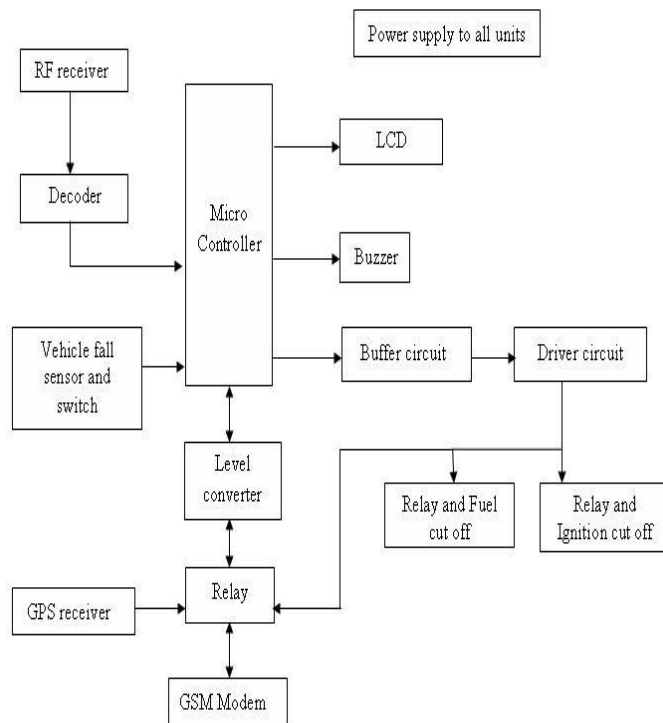 Power supply to all units
RF receiver
LCD
Decoder
Micro
Controller
Buzzer
Vehicle fall
sensor and
switch
Buffer circuit
Driver circuit
Level
converter
Relay and Fuel
cut off
Relay and
Ignition cut off
Relay
GPS receiver
GSM Modem